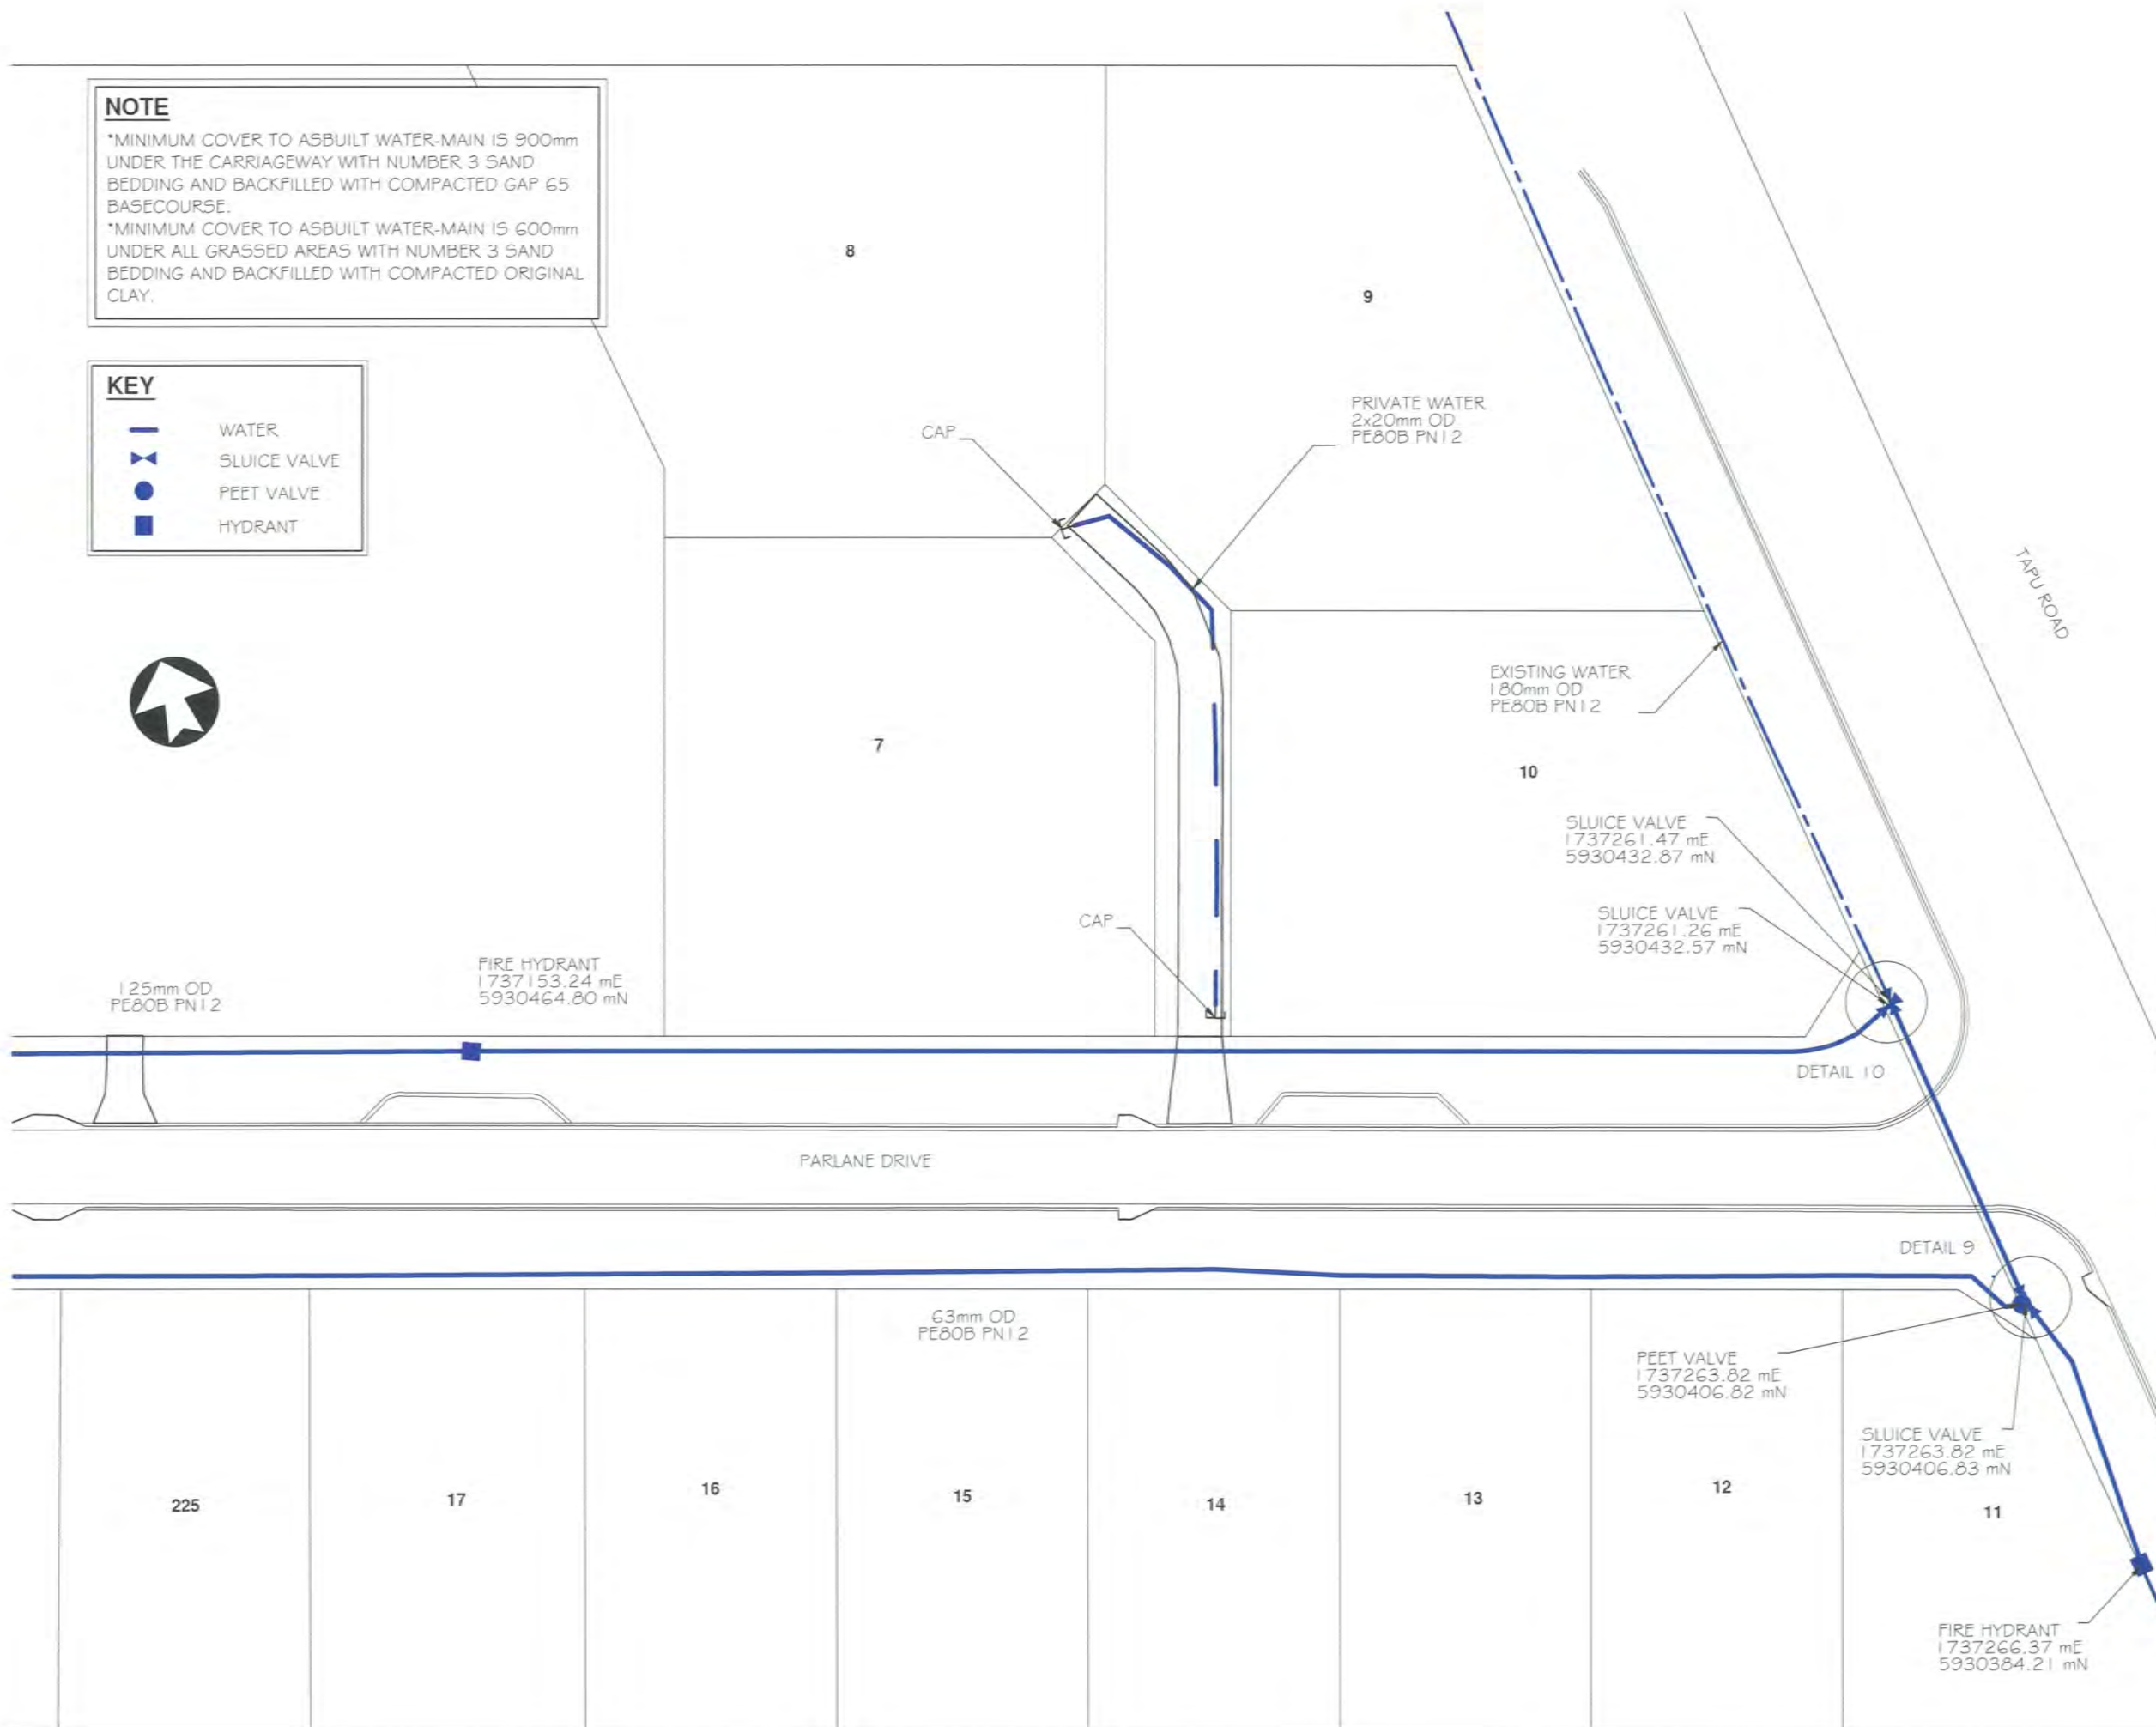 NOTE
*MINIMUM COVER TO ASBUILT WATER-MAIN IS 900mm
UNDER THE CARRIAGEWAY WITH NUMBER 3 SAND
BEDDING AND BACKFILLED WITH COMPACTED GAP 65
BASECOURSE.
*MINIMUM COVER TO ASBUILT WATER-MAIN IS 600mm
UNDER ALL GRASSED AREAS WITH NUMBER 3 SAND
BEDDING AND BACKFILLED WITH COMPACTED ORIGINAL
CLAY.
KEY
WATER
SLUICE VALVE
PEET VALVE
HYDRANT
8
9
CAP
PRIVATE WATER
2x20mm OD
PE80B PN12
TAPU ROAD
EXISTING WATER
180mm OD
PE80B PN12
7
10
SLUICE VALVE
1737261.47 mE
5930432.87 mN
SLUICE VALVE
1737261.26 mE
5930432.57 mN
CAP
FIRE HYDRANT
1737153.24 mE
5930464.80 mN
125mm OD
PE80B PN12
DETAIL 10
PARLANE DRIVE
DETAIL 9
63mm OD
PE80B PN12
PEET VALVE
1737263.82 mE
5930406.82 mN
SLUICE VALVE
1737263.82 mE
5930406.83 mN
225
17
16
15
14
13
12
11
FIRE HYDRANT
1737266.37 mE
5930384.21 mN